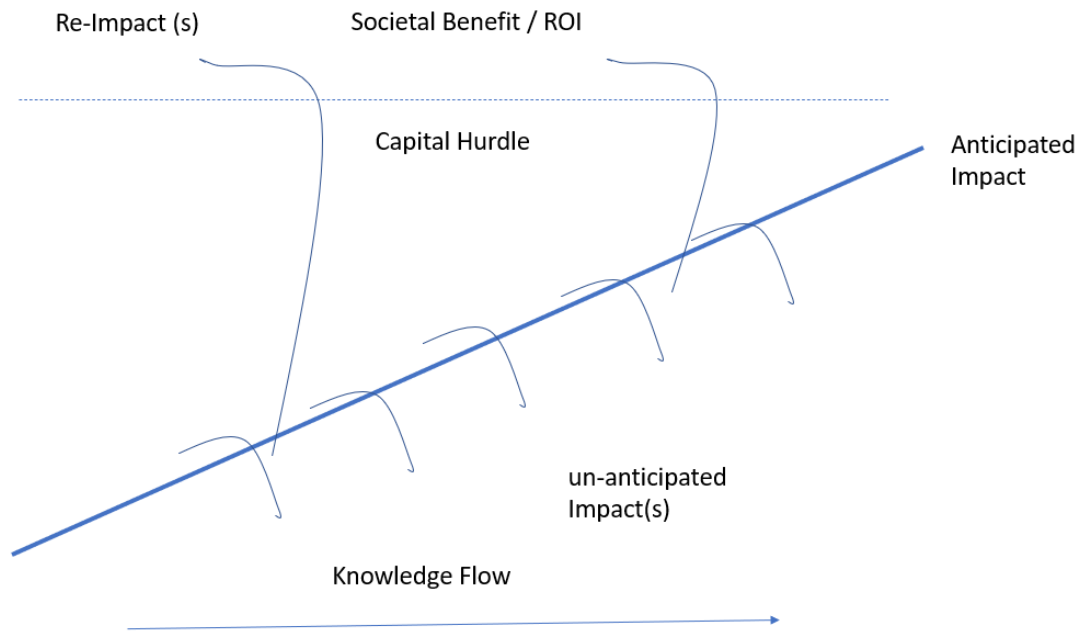 Re-Impact (s)
Societal Benefit / ROI
Capital Hurdle
Anticipated
Impact
un-anticipated
Impact(s)
Knowledge Flow